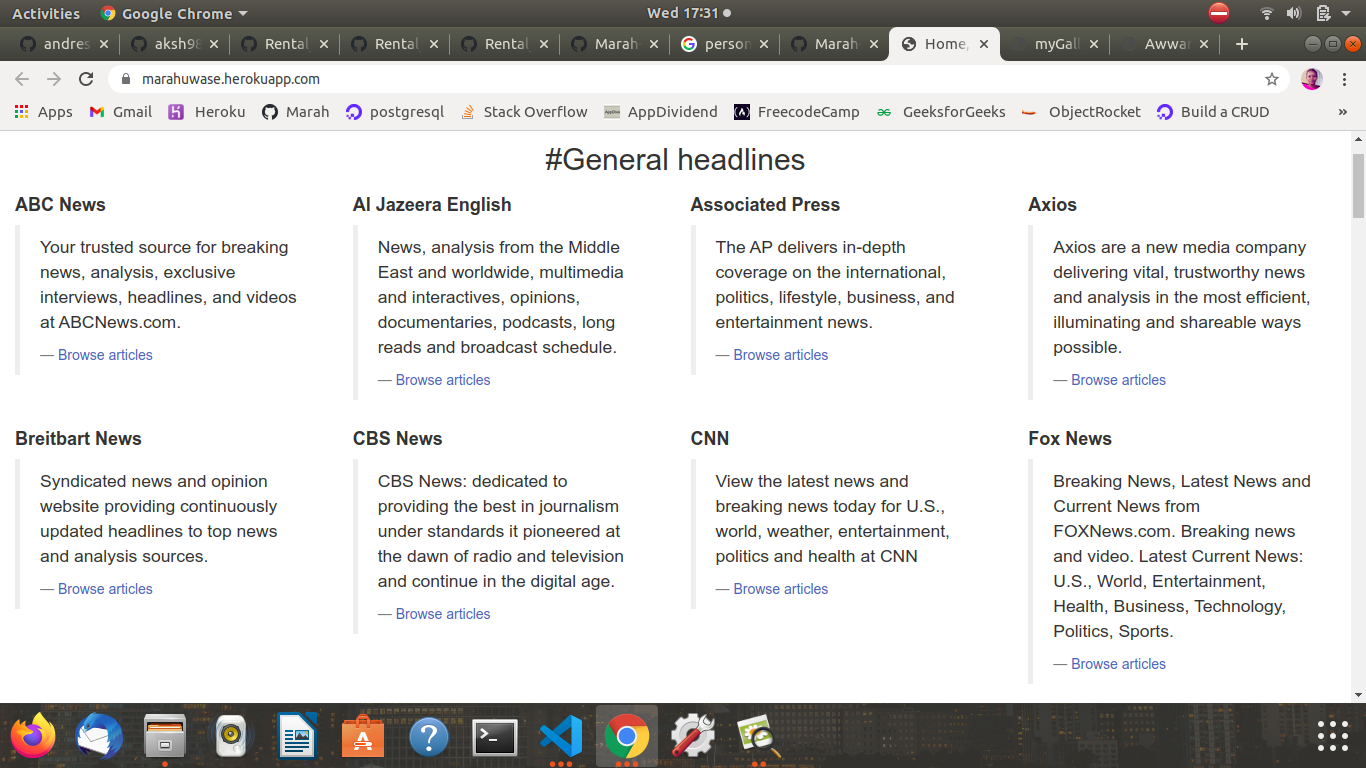 Activities Google Chrome Wed 17:31
andres aksh98 Rental_ Rental_ Rental_ Marah- person Marah- Home, myGall Awwar
marahuwase.herokuapp.com
Apps Gmail Heroku Marah postgresql Stack Overflow AppDividend FreecodeCamp GeeksforGeeks ObjectRocket Build a CRUD »
#General headlines
ABC News
Your trusted source for breaking
news, analysis, exclusive
interviews, headlines, and videos
at ABCNews.com.
— Browse articles
Al Jazeera English
News, analysis from the Middle
East and worldwide, multimedia
and interactives, opinions,
documentaries, podcasts, long
reads and broadcast schedule.
— Browse articles
Associated Press
The AP delivers in-depth
coverage on the international,
politics, lifestyle, business, and
entertainment news.
— Browse articles
Axios
Axios are a new media company
delivering vital, trustworthy news
and analysis in the most efficient,
illuminating and shareable ways
possible.
— Browse articles
Breitbart News
Syndicated news and opinion
website providing continuously
updated headlines to top news
and analysis sources.
— Browse articles
CBS News
CBS News: dedicated to
providing the best in journalism
under standards it pioneered at
the dawn of radio and television
and continue in the digital age.
— Browse articles
CNN
View the latest news and
breaking news today for U.S.,
world, weather, entertainment,
politics and health at CNN
— Browse articles
Fox News
Breaking News, Latest News and
Current News from
FOXNews.com. Breaking news
and video. Latest Current News:
U.S., World, Entertainment,
Health, Business, Technology,
Politics, Sports.
— Browse articles